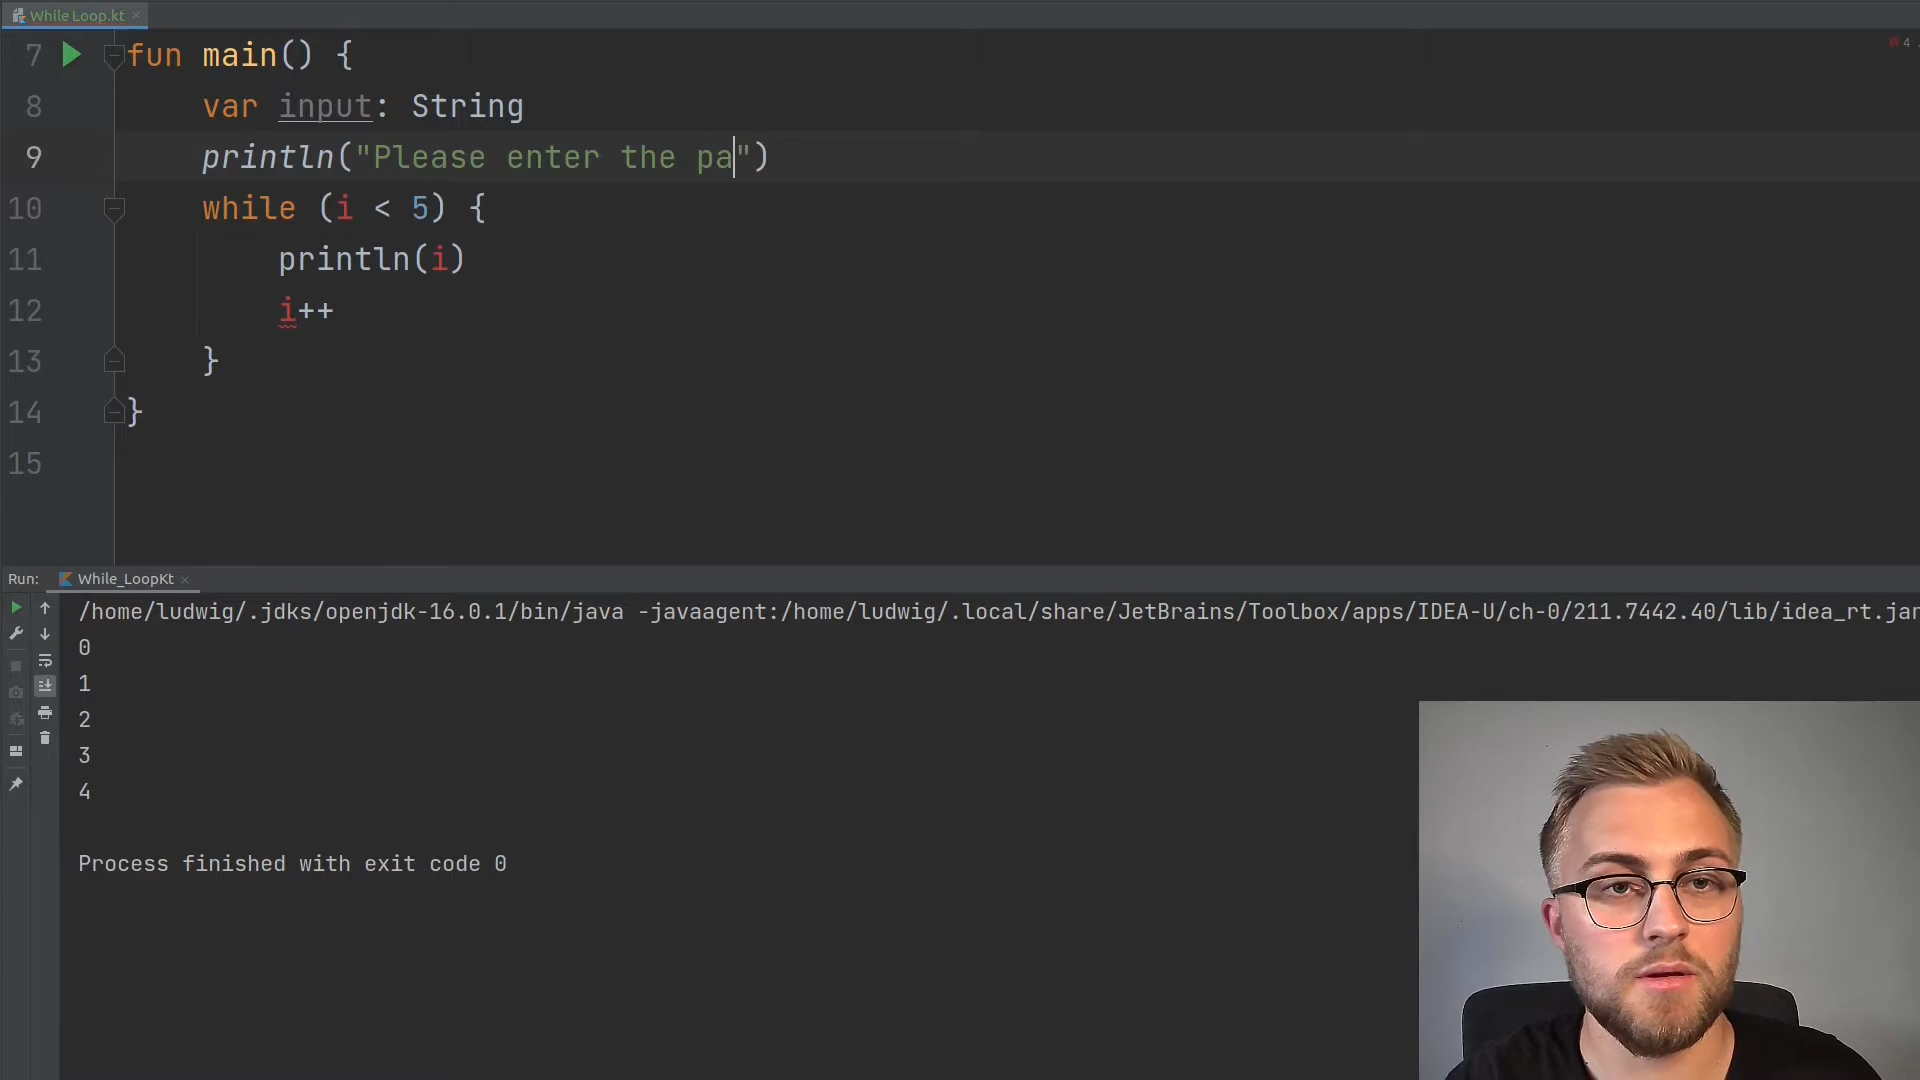 While Loop.kt
4
7 fun main() {
8 var input: String
9 println("Please enter the pa")
10 while (i < 5) {
11 println(i)
12 i++
13 }
14 }
15
Run: While_LoopKt
/home/ludwig/.jdks/openjdk-16.0.1/bin/java -javaagent:/home/ludwig/.local/share/JetBrains/Toolbox/apps/IDEA-U/ch-0/211.7442.40/lib/idea_rt.jar
0
1
2
3
4
Process finished with exit code 0